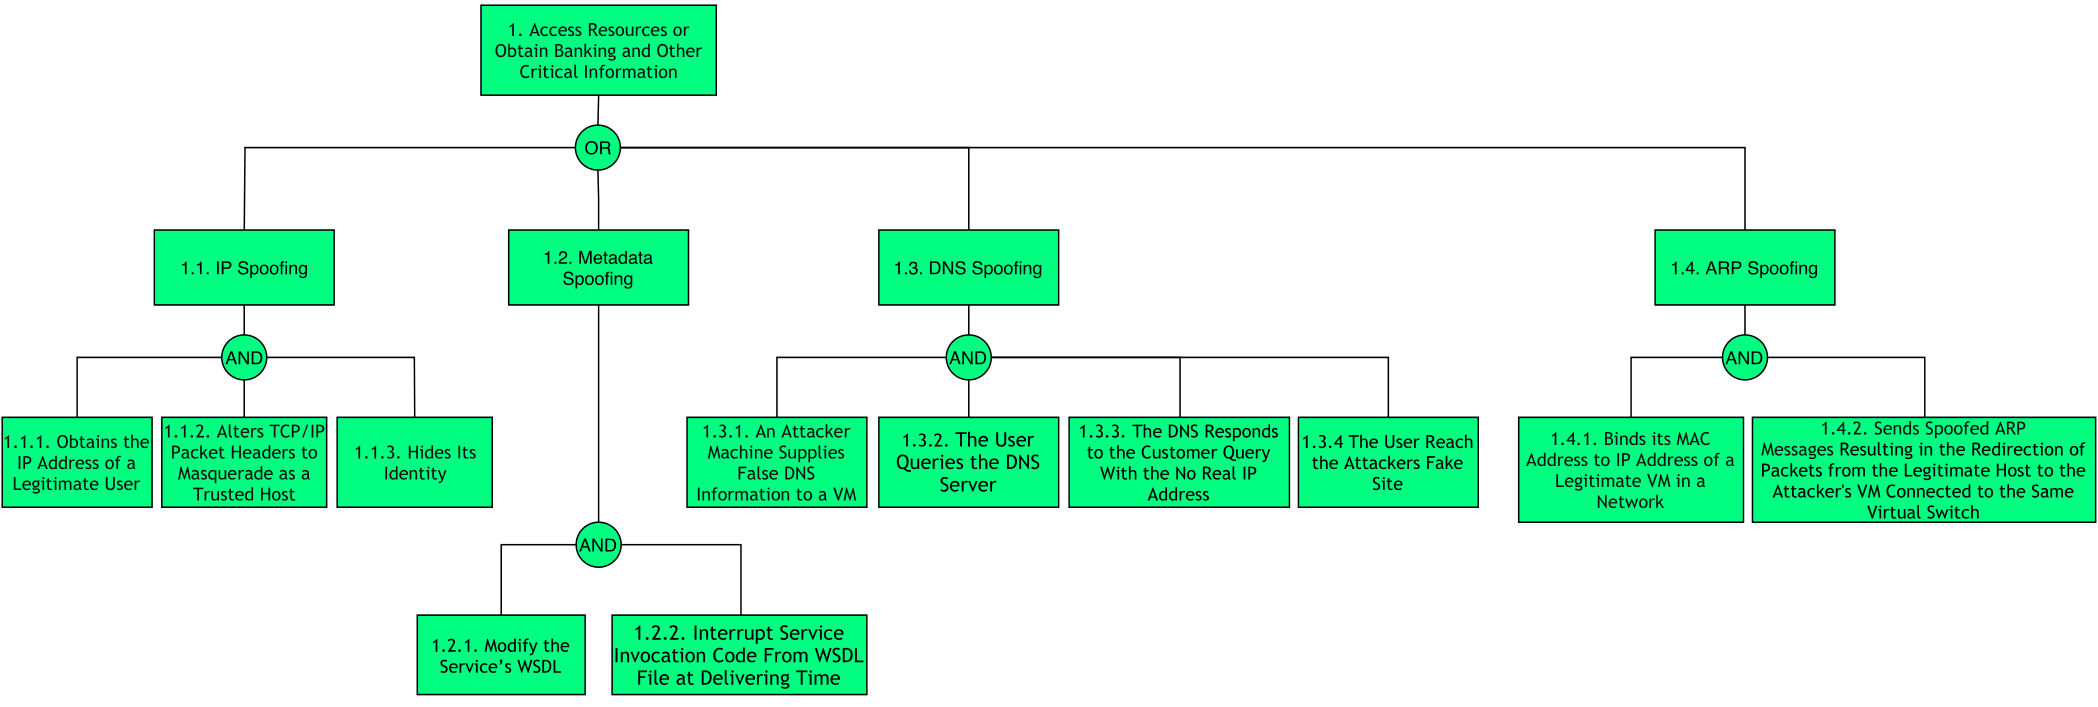 1. Access Resources or
Obtain Banking and Other
Critical Information
OR
1.1. IP Spoofing
1.2. Metadata
Spoofing
1.3. DNS Spoofing
1.4. ARP Spoofing
AND
AND
AND
1.1.1. Obtains the
IP Address of a
Legitimate User
1.1.2. Alters TCP/IP
Packet Headers to
Masquerade as a
Trusted Host
1.1.3. Hides Its
Identity
1.3.1. An Attacker
Machine Supplies
False DNS
Information to a VM
1.3.2. The User
Queries the DNS
Server
1.3.3. The DNS Responds
to the Customer Query
With the No Real IP
Address
1.3.4 The User Reach
the Attackers Fake
Site
1.4.1. Binds its MAC
Address to IP Address of a
Legitimate VM in a
Network
1.4.2. Sends Spoofed ARP
Messages Resulting in the Redirection of
Packets from the Legitimate Host to the
Attacker's VM Connected to the Same
Virtual Switch
AND
1.2.1. Modify the
Service’s WSDL
1.2.2. Interrupt Service
Invocation Code From WSDL
File at Delivering Time